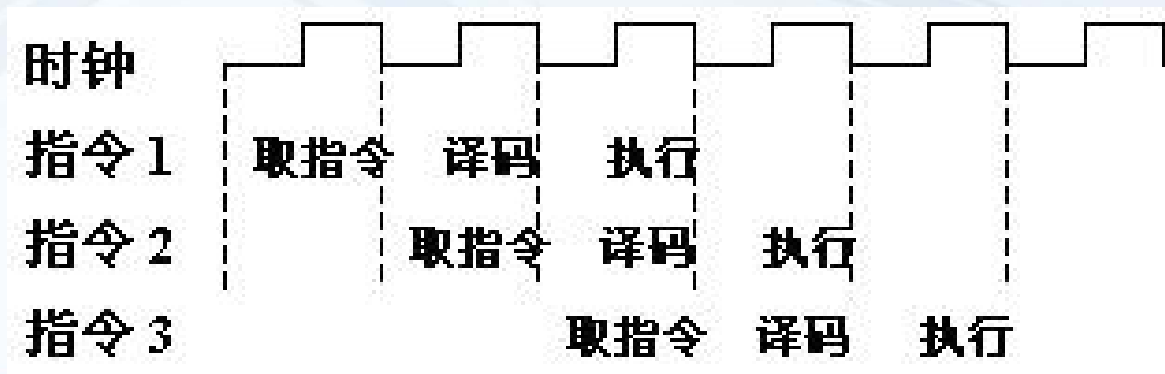 时钟
指令1 取指令 译码 执行
指令2 取指令 译码 执行
指令3 取指令 译码 执行